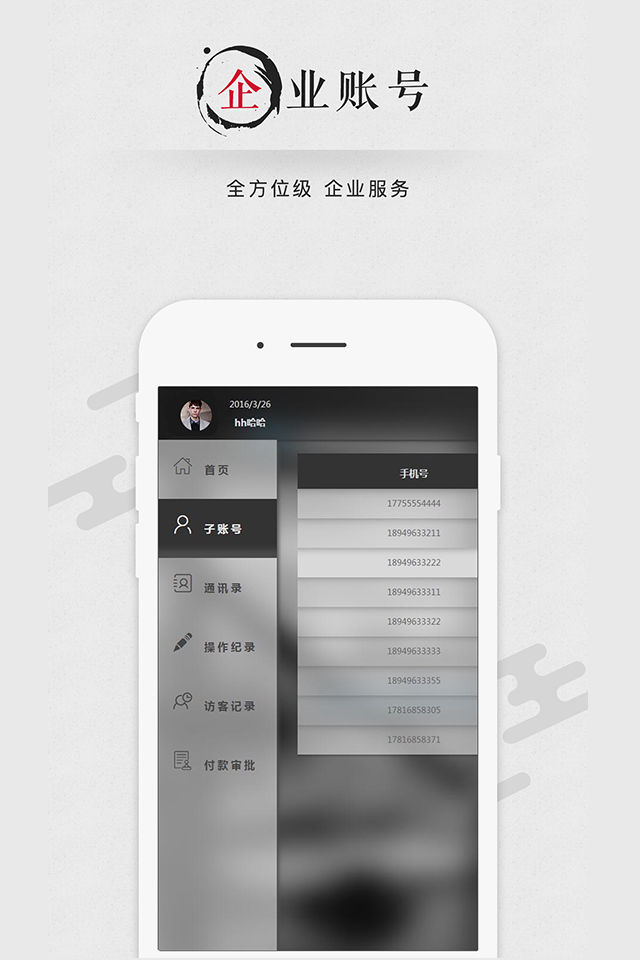 企业账号
全方位级 企业服务
2016/3/26
hh哈哈
首页
子账号
通讯录
操作纪录
访客记录
付款审批
手机号
17755554444
18949633211
18949633222
18949633311
18949633322
18949633333
18949633355
17816858305
17816858371